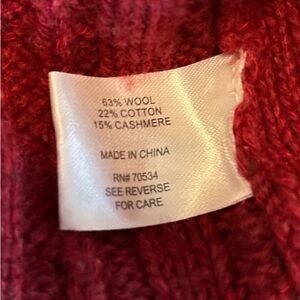 63% WOOL
22% COTTON
15% CASHMERE
MADE IN CHINA
RN# 70534
SEE REVERSE
FOR CARE